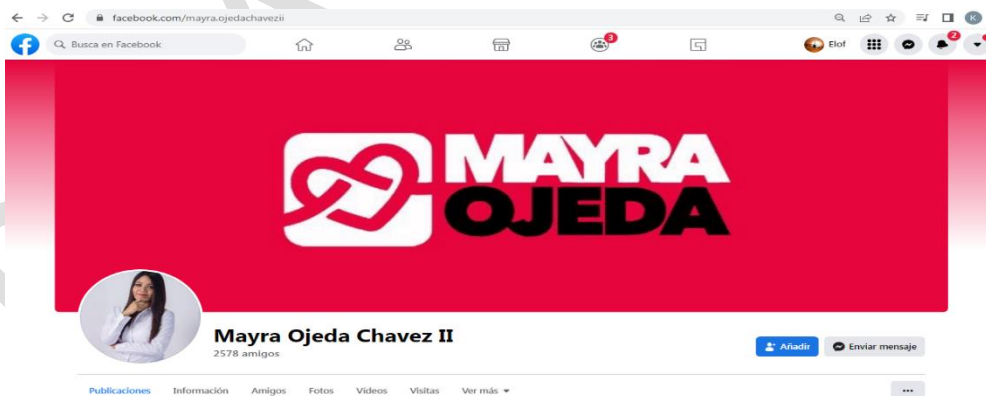 facebook.com/mayra.ojedachavezii
K
Busca en Facebook
3
Elof
2
MAYRA
OJEDA
Mayra Ojeda Chavez II
2578 amigos
Añadir
Enviar mensaje
Publicaciones Información Amigos Fotos Vídeos Visitas Ver más